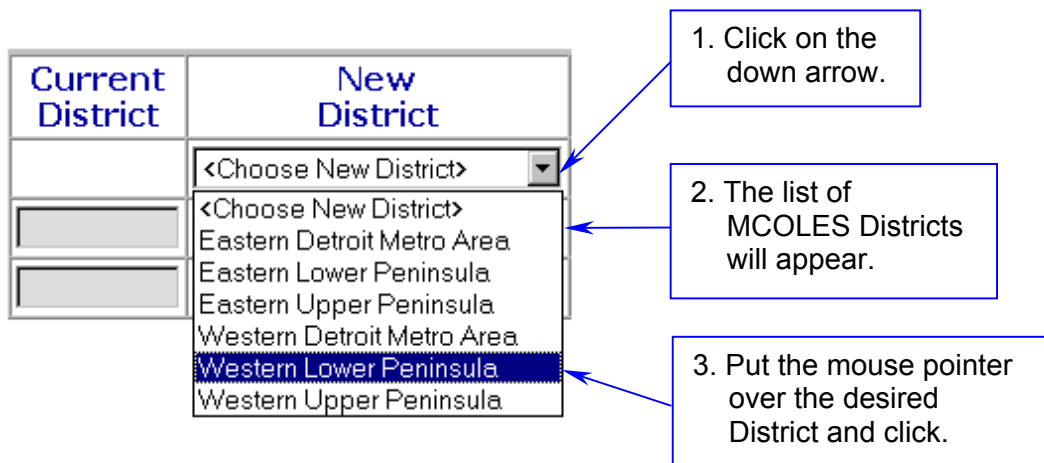 Current
District
New
District
<Choose New District>
<Choose New District>
Eastern Detroit Metro Area
Eastern Lower Peninsula
Eastern Upper Peninsula
Western Detroit Metro Area
Western Lower Peninsula
Western Upper Peninsula
1. Click on the
down arrow.
2. The list of
MCOLES Districts
will appear.
3. Put the mouse pointer
over the desired
District and click.